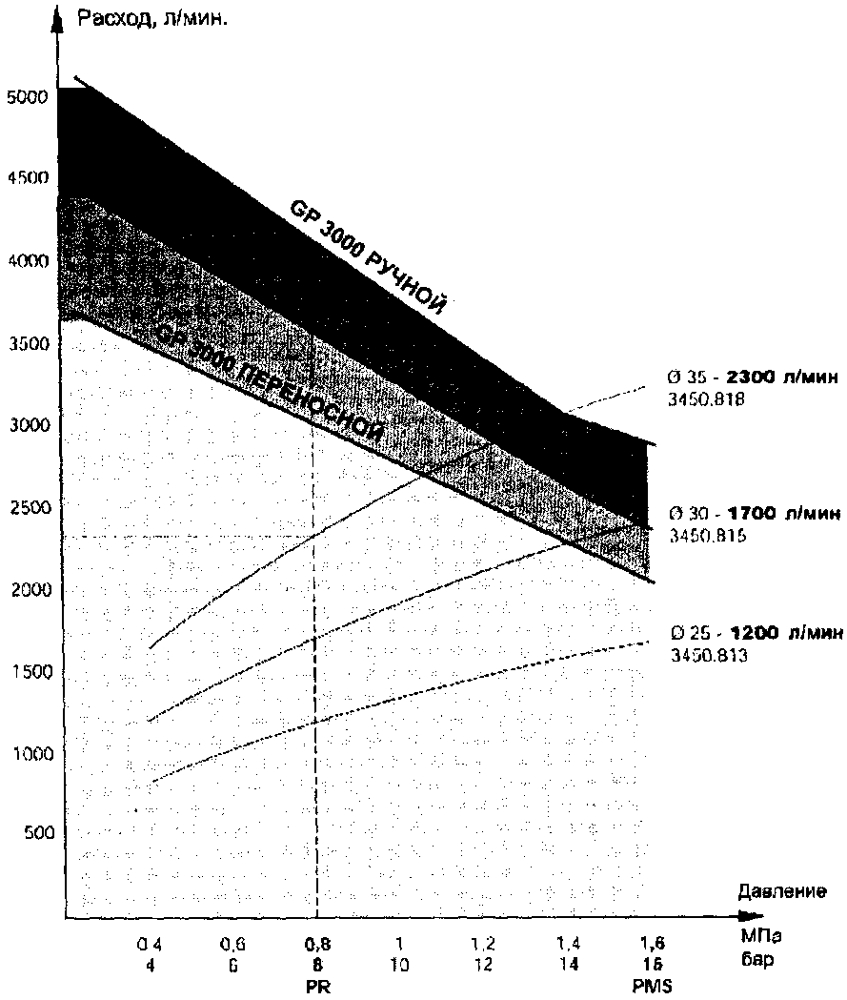 Расход, л/мин.
5000
4500
4000
3500
3000
2500
2000
1500
1000
500
GP 3000 РУЧНОЙ
GP 3000 ПЕРЕНОСНОЙ
Ø 35 - 2300 л/мин
3450.818
Ø 30 - 1700 л/мин
3450.815
Ø 25 - 1200 л/мин
3450.813
Давление
0 4 0,6 0,8 1 1,2 1,4 1,6 МПа
4 6 8 10 12 14 16 бар
PR PMS